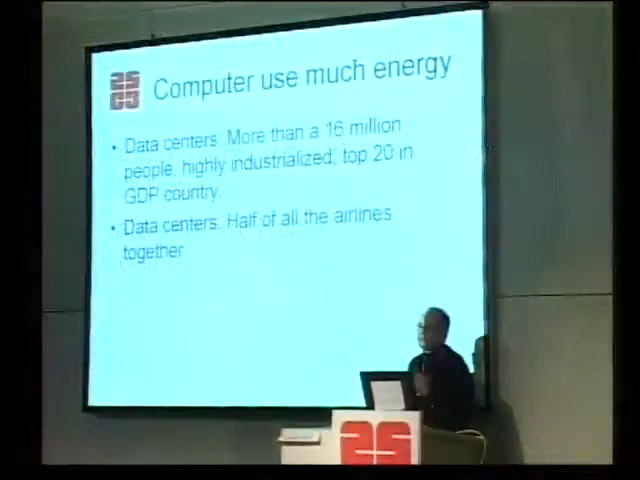 Computer use much energy
• Data centers: More than a 16 million
people, highly industrialized, top 20 in
GDP country.
• Data centers: Half of all the airlines
together